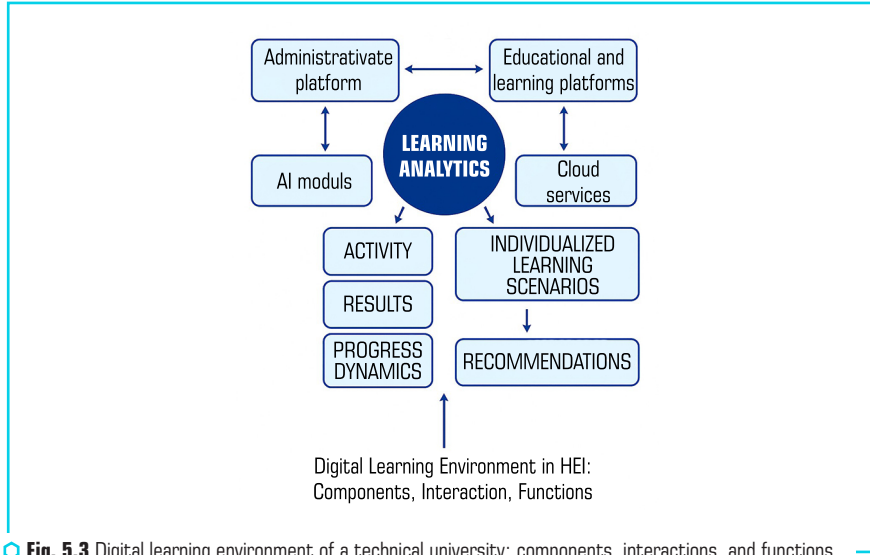 Administrativate
platform
Educational and
learning platforms
LEARNING
ANALYTICS
AI moduls
Cloud
services
ACTIVITY
INDIVIDUALIZED
LEARNING
SCENARIOS
RESULTS
PROGRESS
DYNAMICS
RECOMMENDATIONS
Digital Learning Environment in HEI:
Components, Interaction, Functions
Fig. 5.3 Digital learning environment of a technical university: components, interactions, and functions